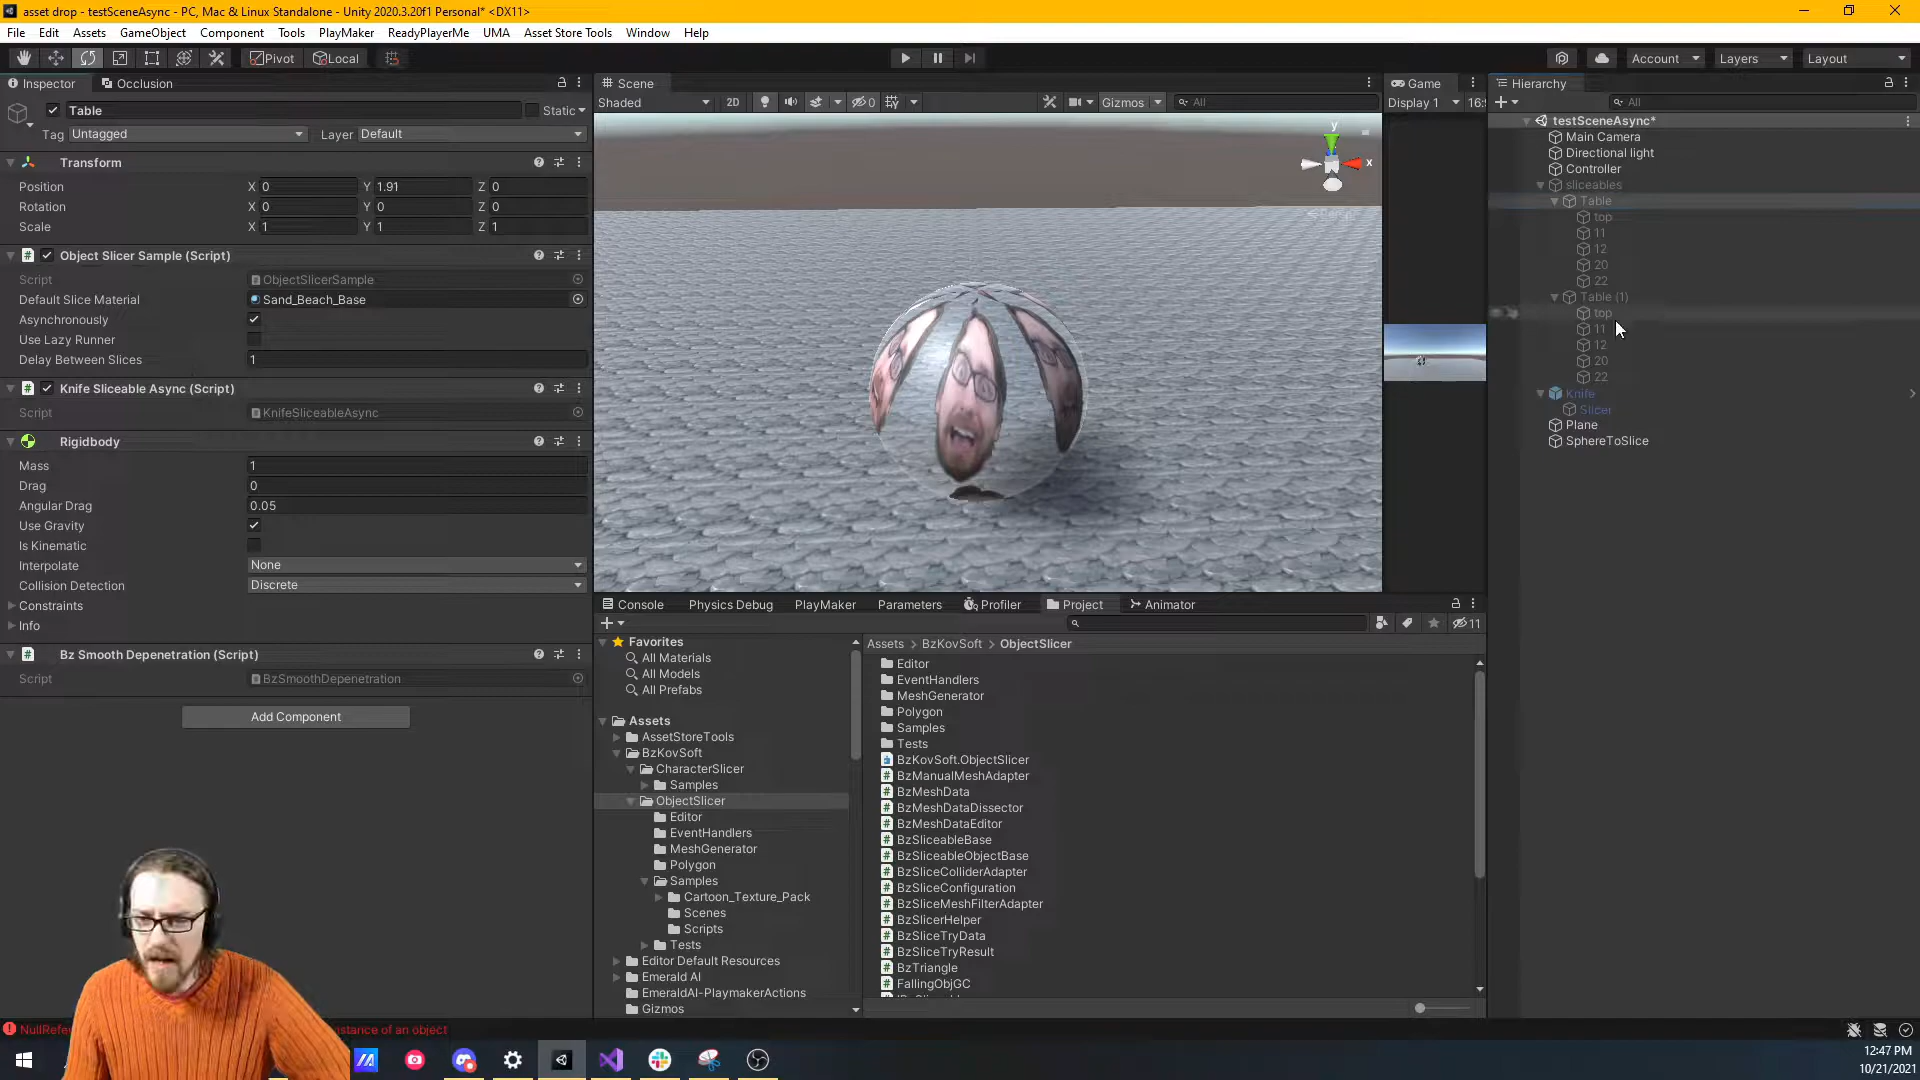 asset drop - testSceneAsync - PC, Mac & Linux Standalone - Unity 2020.3.20f1 Personal* <DX11>
File Edit Assets GameObject Component Tools PlayMaker ReadyPlayerMe UMA Asset Store Tools Window Help
Pivot Local Account Layers Layout
Inspector Occlusion
Table Static
Tag Untagged Layer Default
Transform
Position X 0 Y 1.91 Z 0
Rotation X 0 Y 0 Z 0
Scale X 1 Y 1 Z 1
Object Slicer Sample (Script)
Script ObjectSlicerSample
Default Slice Material Sand_Beach_Base
Asynchronously
Use Lazy Runner
Delay Between Slices 1
Knife Sliceable Async (Script)
Script KnifeSliceableAsync
Rigidbody
Mass 1
Drag 0
Angular Drag 0.05
Use Gravity
Is Kinematic
Interpolate None
Collision Detection Discrete
Constraints
Info
Bz Smooth Depenetration (Script)
Script BzSmoothDepenetration
Add Component
Scene
Shaded 2D 0 Gizmos All
y
x
Persp
Game
Display 1 16:
Hierarchy
All
testSceneAsync*
Main Camera
Directional light
Controller
sliceables
Table
top
11
12
20
22
Table (1)
top
11
12
20
22
Knife
Slicer
Plane
SphereToSlice
Console Physics Debug PlayMaker Parameters Profiler Project Animator
11
Favorites
All Materials
All Models
All Prefabs
Assets
AssetStoreTools
BzKovSoft
CharacterSlicer
Samples
ObjectSlicer
Editor
EventHandlers
MeshGenerator
Polygon
Samples
Cartoon_Texture_Pack
Scenes
Scripts
Tests
Editor Default Resources
Emerald AI
EmeraldAI-PlaymakerActions
Gizmos
Assets > BzKovSoft > ObjectSlicer
Editor
EventHandlers
MeshGenerator
Polygon
Samples
Tests
BzKovSoft.ObjectSlicer
BzManualMeshAdapter
BzMeshData
BzMeshDataDissector
BzMeshDataEditor
BzSliceableBase
BzSliceableObjectBase
BzSliceColliderAdapter
BzSliceConfiguration
BzSliceMeshFilterAdapter
BzSlicerHelper
BzSliceTryData
BzSliceTryResult
BzTriangle
FallingObjGC
NullRefe
stance of an object
12:47 PM
10/21/2021